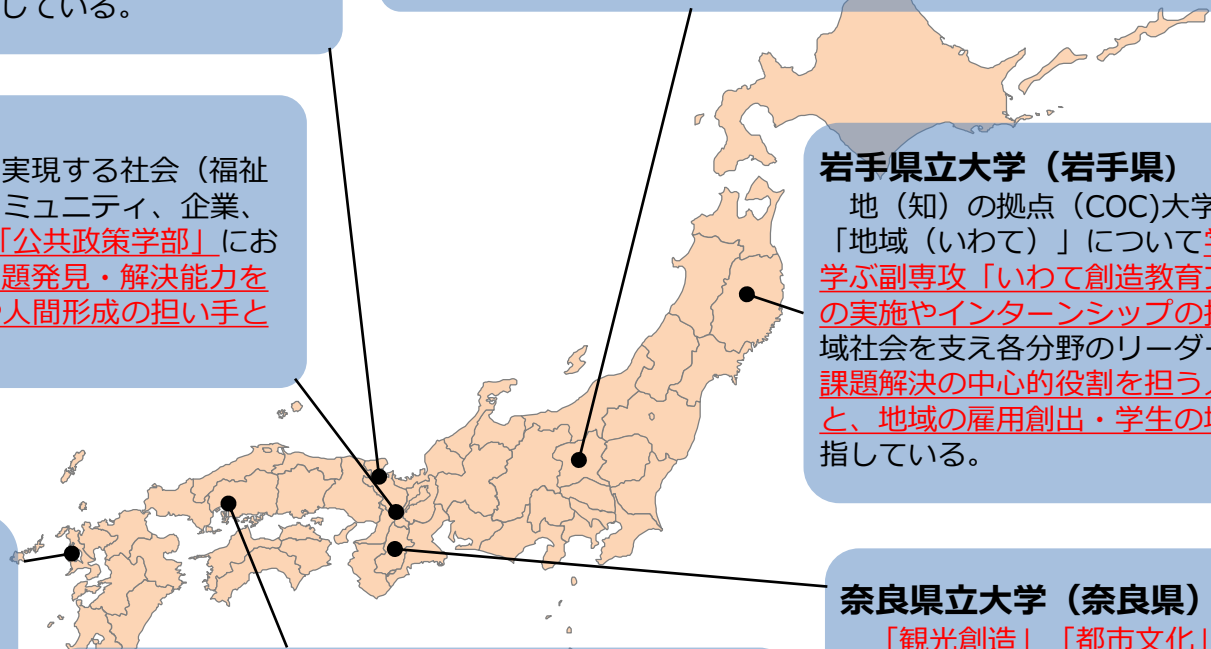 している。
実現する社会（福祉
ミュニティ、企業、
「公共政策学部」にお
題発見・解決能力を
人間形成の担い手と
岩手県立大学（岩手県）
地（知）の拠点（COC)大学
「地域（いわて）」について
学ぶ副専攻「いわて創造教育
の実施やインターンシップの
域社会を支え各分野のリーダー
課題解決の中心的役割を担う
と、地域の雇用創出・学生の
指している。
奈良県立大学（奈良県）
「観光創造」「都市文化」